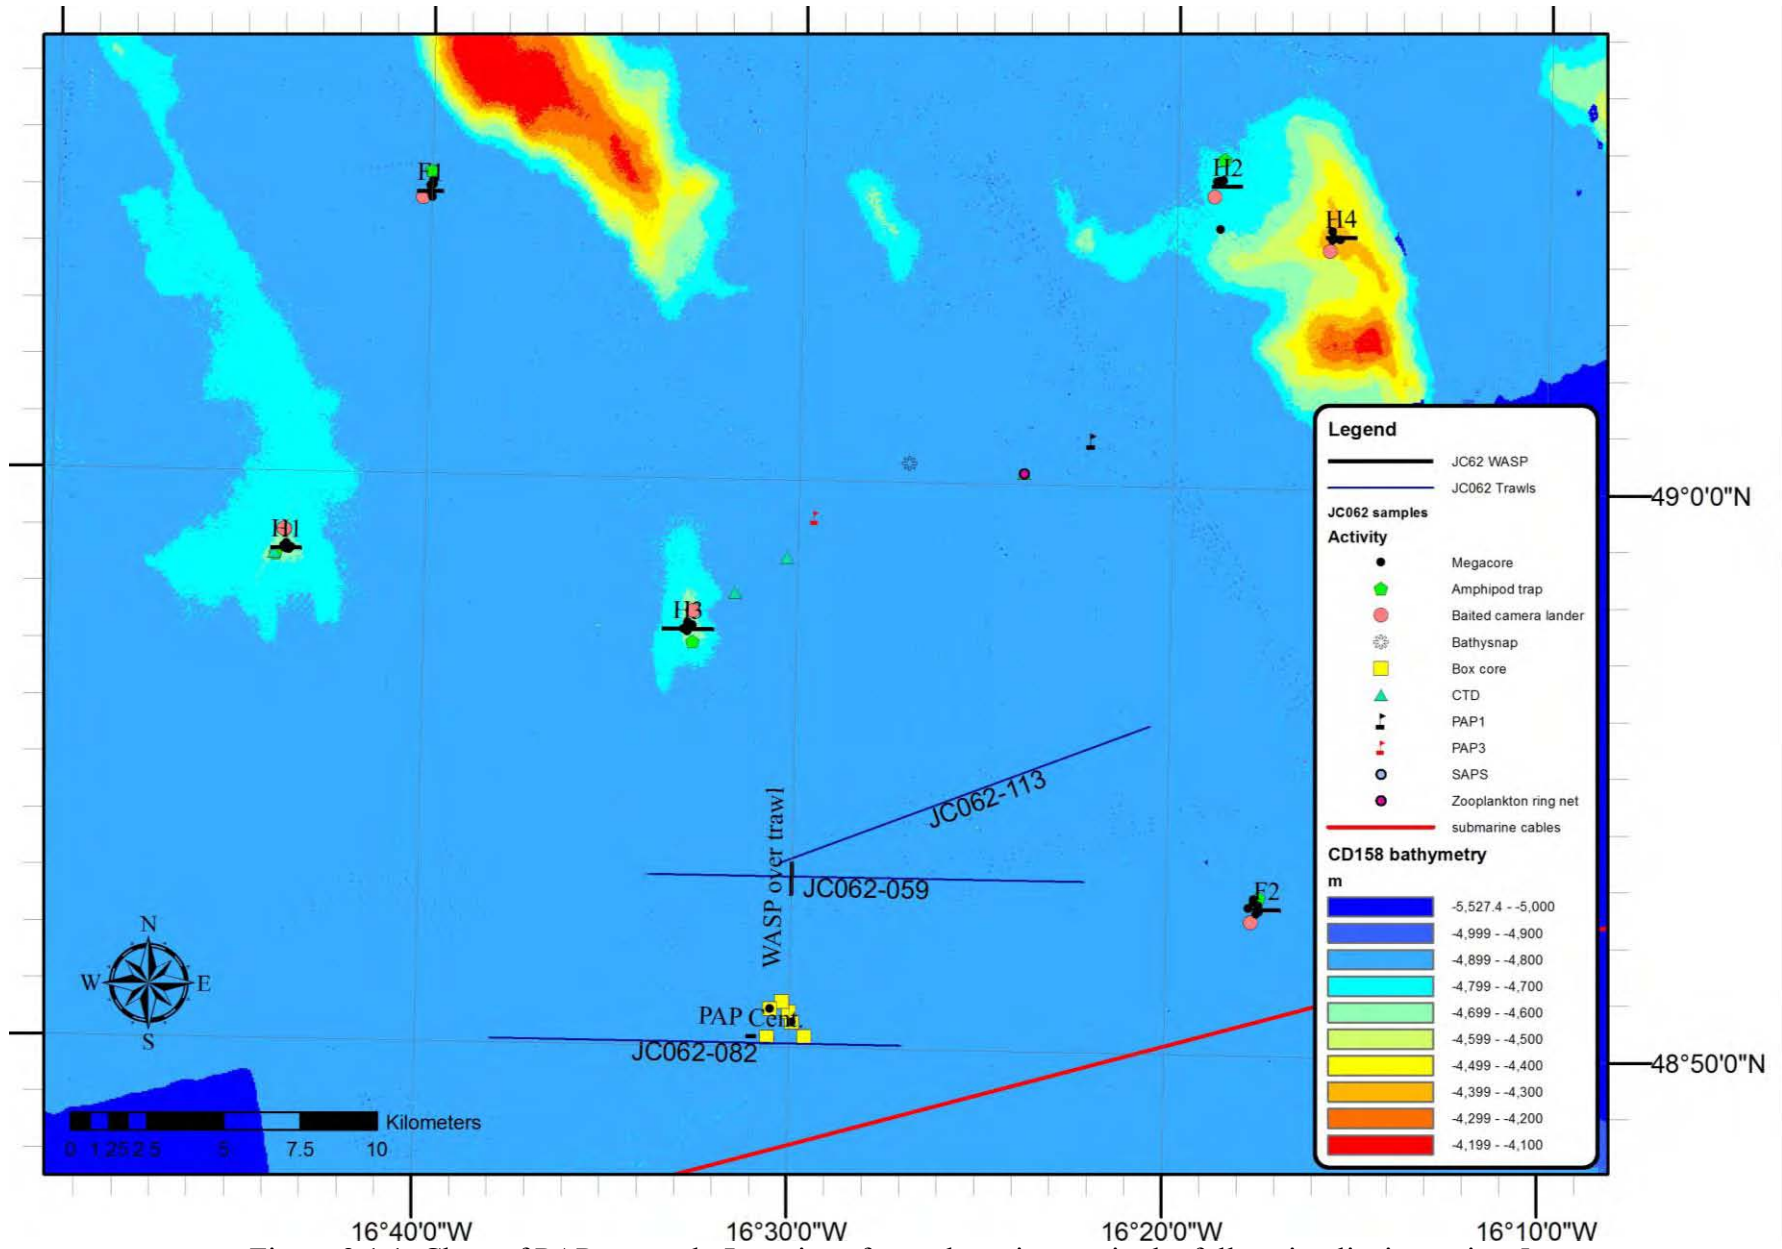 F1
H2
H4
H1
H3
49°0'0"N
JC062-113
WASP over trawl
JC062-059
F2
PAP Cent.
JC062-082
48°50'0"N
N
W
E
S
Kilometers
0 1.25 2.5 5 7.5 10
16°40'0"W
16°30'0"W
16°20'0"W
16°10'0"W
Legend
JC62 WASP
JC062 Trawls
JC062 samples
Activity
Megacore
Amphipod trap
Baited camera lander
Bathysnap
Box core
CTD
PAP1
PAP3
SAPS
Zooplankton ring net
submarine cables
CD158 bathymetry
m
-5,527.4 - -5,000
-4,999 - -4,900
-4,899 - -4,800
-4,799 - -4,700
-4,699 - -4,600
-4,599 - -4,500
-4,499 - -4,400
-4,399 - -4,300
-4,299 - -4,200
-4,199 - -4,100